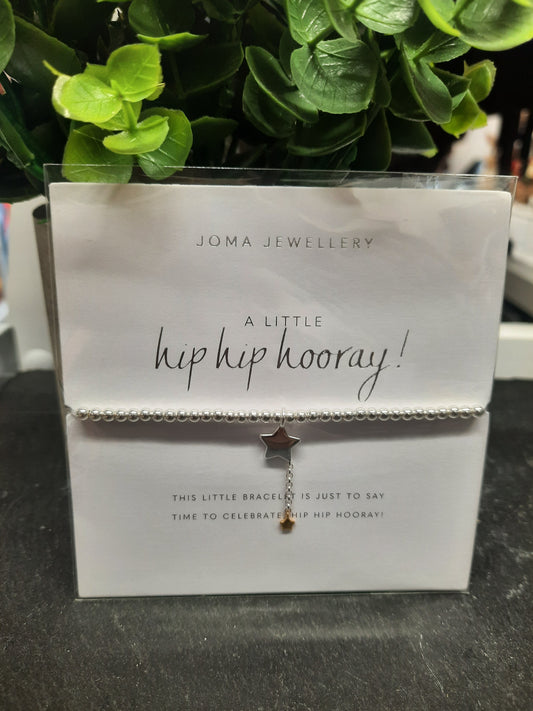 JOMA JEWELLERY
A LITTLE
hip hip hooray!
THIS LITTLE BRACELET IS JUST TO SAY
TIME TO CELEBRATE HIP HIP HOORAY!